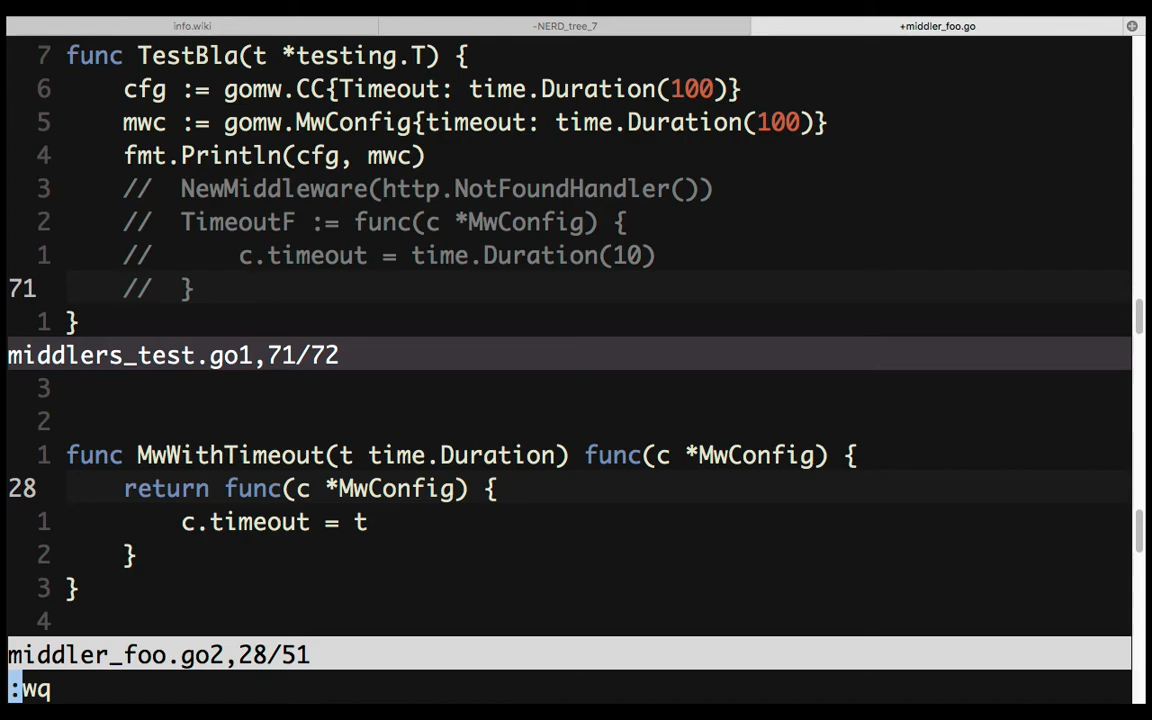 info.wiki -NERD_tree_7 +middler_foo.go
7 func TestBla(t *testing.T) {
6 cfg := gomw.CC{Timeout: time.Duration(100)}
5 mwc := gomw.MwConfig{timeout: time.Duration(100)}
4 fmt.Println(cfg, mwc)
3 // NewMiddleware(http.NotFoundHandler())
2 // TimeoutF := func(c *MwConfig) {
1 // c.timeout = time.Duration(10)
71 // }
1 }
middlers_test.go1,71/72
3
2
1 func MwWithTimeout(t time.Duration) func(c *MwConfig) {
28 return func(c *MwConfig) {
1 c.timeout = t
2 }
3 }
4
middler_foo.go2,28/51
:wq